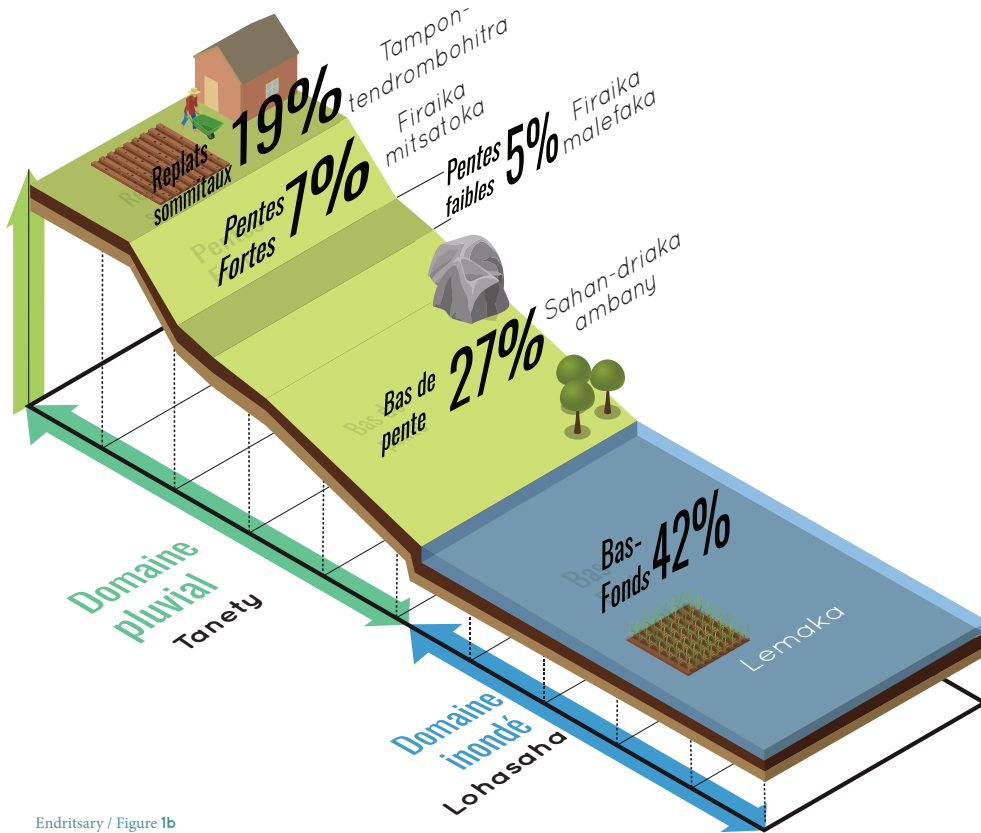 Tampon-
tendrombohitra
19%
Replats
sommitaux
Firaika
mitsatoka
7%
Pentes
Fortes
Pentes
faibles
5%
Firaika
malefaka
Sahan-driaka
ambany
27%
Bas de
pente
Bas-
Fonds
42%
Lemaka
Domaine
pluvial
Tanety
Domaine
inondé
Lohasaha
Endritsary / Figure 1b